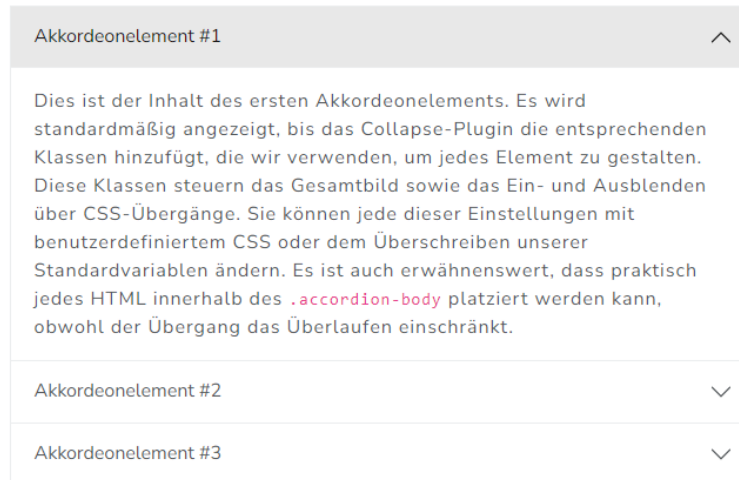 Akkordeonelement #1
Dies ist der Inhalt des ersten Akkordeonelements. Es wird
standardmäßig angezeigt, bis das Collapse-Plugin die entsprechenden
Klassen hinzufügt, die wir verwenden, um jedes Element zu gestalten.
Diese Klassen steuern das Gesamtbild sowie das Ein- und Ausblenden
über CSS-Übergänge. Sie können jede dieser Einstellungen mit
benutzerdefiniertem CSS oder dem Überschreiben unserer
Standardvariablen ändern. Es ist auch erwähnenswert, dass praktisch
jedes HTML innerhalb des .accordion-body platziert werden kann,
obwohl der Übergang das Überlaufen einschränkt.
Akkordeonelement #2
Akkordeonelement #3